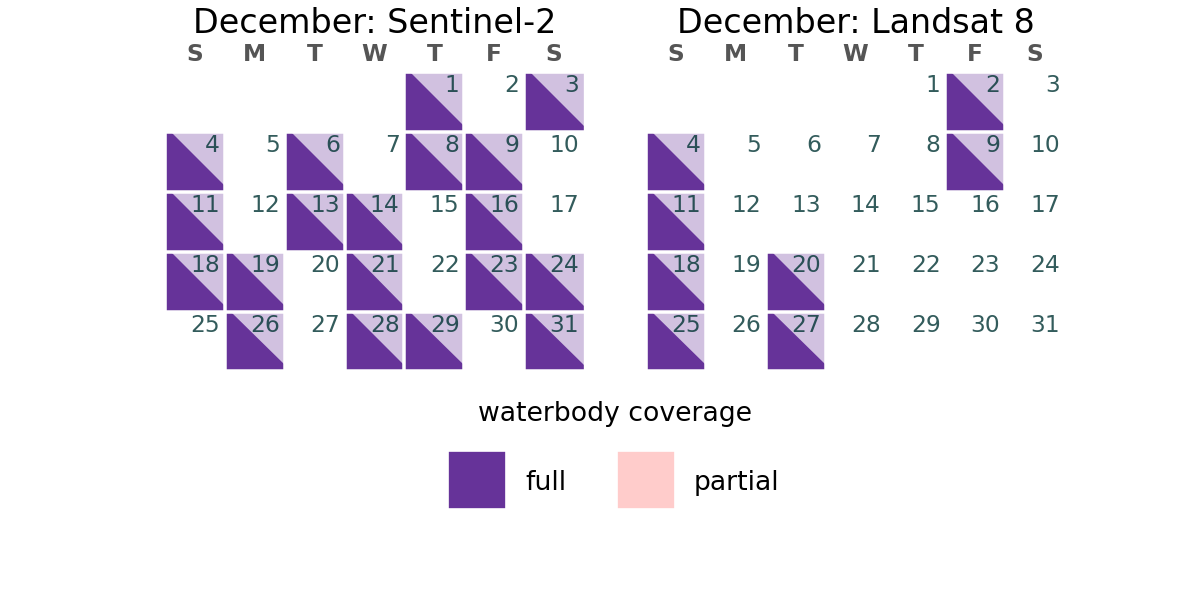 December: Sentinel-2
S M T W T F S
1 2 3
4 5 6 7 8 9 10
11 12 13 14 15 16 17
18 19 20 21 22 23 24
25 26 27 28 29 30 31
December: Landsat 8
S M T W T F S
1 2 3
4 5 6 7 8 9 10
11 12 13 14 15 16 17
18 19 20 21 22 23 24
25 26 27 28 29 30 31
waterbody coverage
full
partial